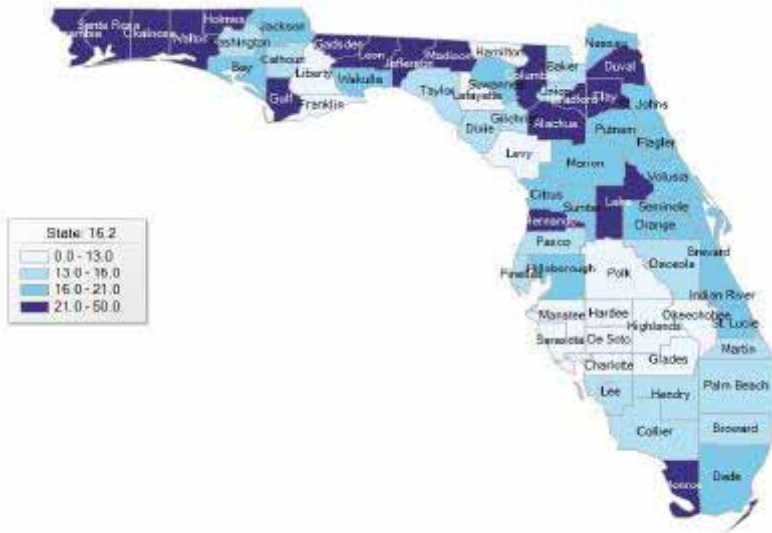 Santa Rosa
Okaloosa
Walton
Holmes
Washington
Jackson
Bay
Calhoun
Gulf
Liberty
Franklin
Gadsden
Leon
Wakulla
Jefferson
Madison
Taylor
Hamilton
Suwannee
Lafayette
Dixie
Columbia
Gilchrist
Baker
Union
Bradford
Alachua
Levy
Nassau
Duval
Clay
St. Johns
Putnam
Flagler
Marion
Volusia
Citrus
Sumter
Lake
Seminole
Hernando
Orange
Pasco
Pinellas
Hillsborough
Polk
Osceola
Brevard
Indian River
Manatee
Hardee
Highlands
Okeechobee
St. Lucie
Sarasota
De Soto
Martin
Charlotte
Glades
Lee
Hendry
Palm Beach
Collier
Broward
Monroe
Dade
State: 16.2
0.0 - 13.0
13.0 - 16.0
16.0 - 21.0
21.0 - 50.0